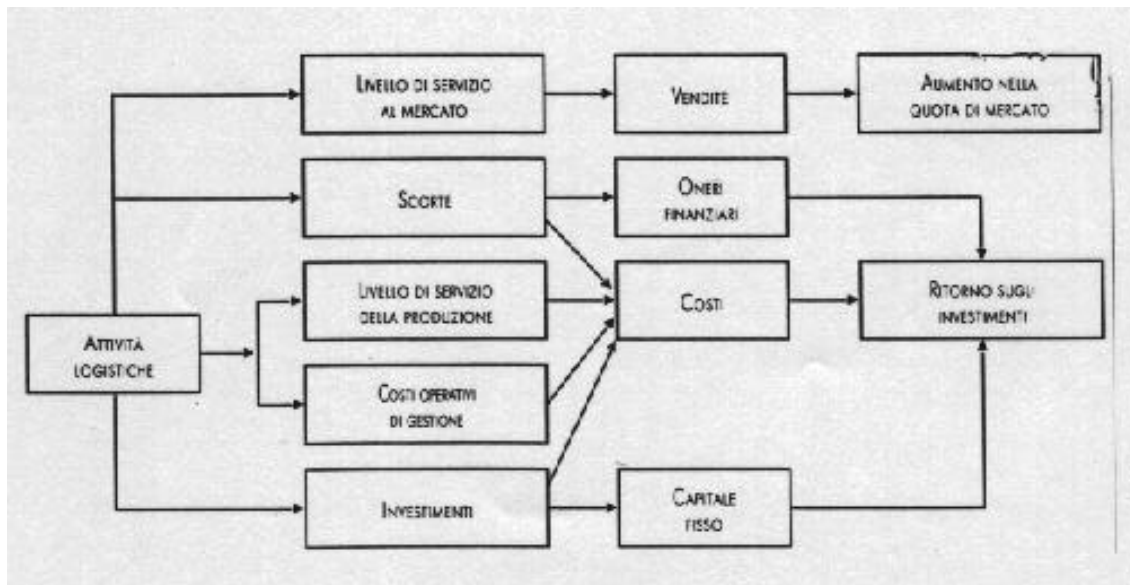 LIVELLO DI SERVIZIO
AL MERCATO
VENDITE
AUMENTO NELLA
QUOTA DI MERCATO
SCORTE
ONERI
FINANZIARI
LIVELLO DI SERVIZIO
DELLA PRODUZIONE
COSTI
RITORNO SUGLI
INVESTIMENTI
ATTIVITÀ
LOGISTICHE
COSTI OPERATIVI
DI GESTIONE
INVESTIMENTI
CAPITALE
FISSO